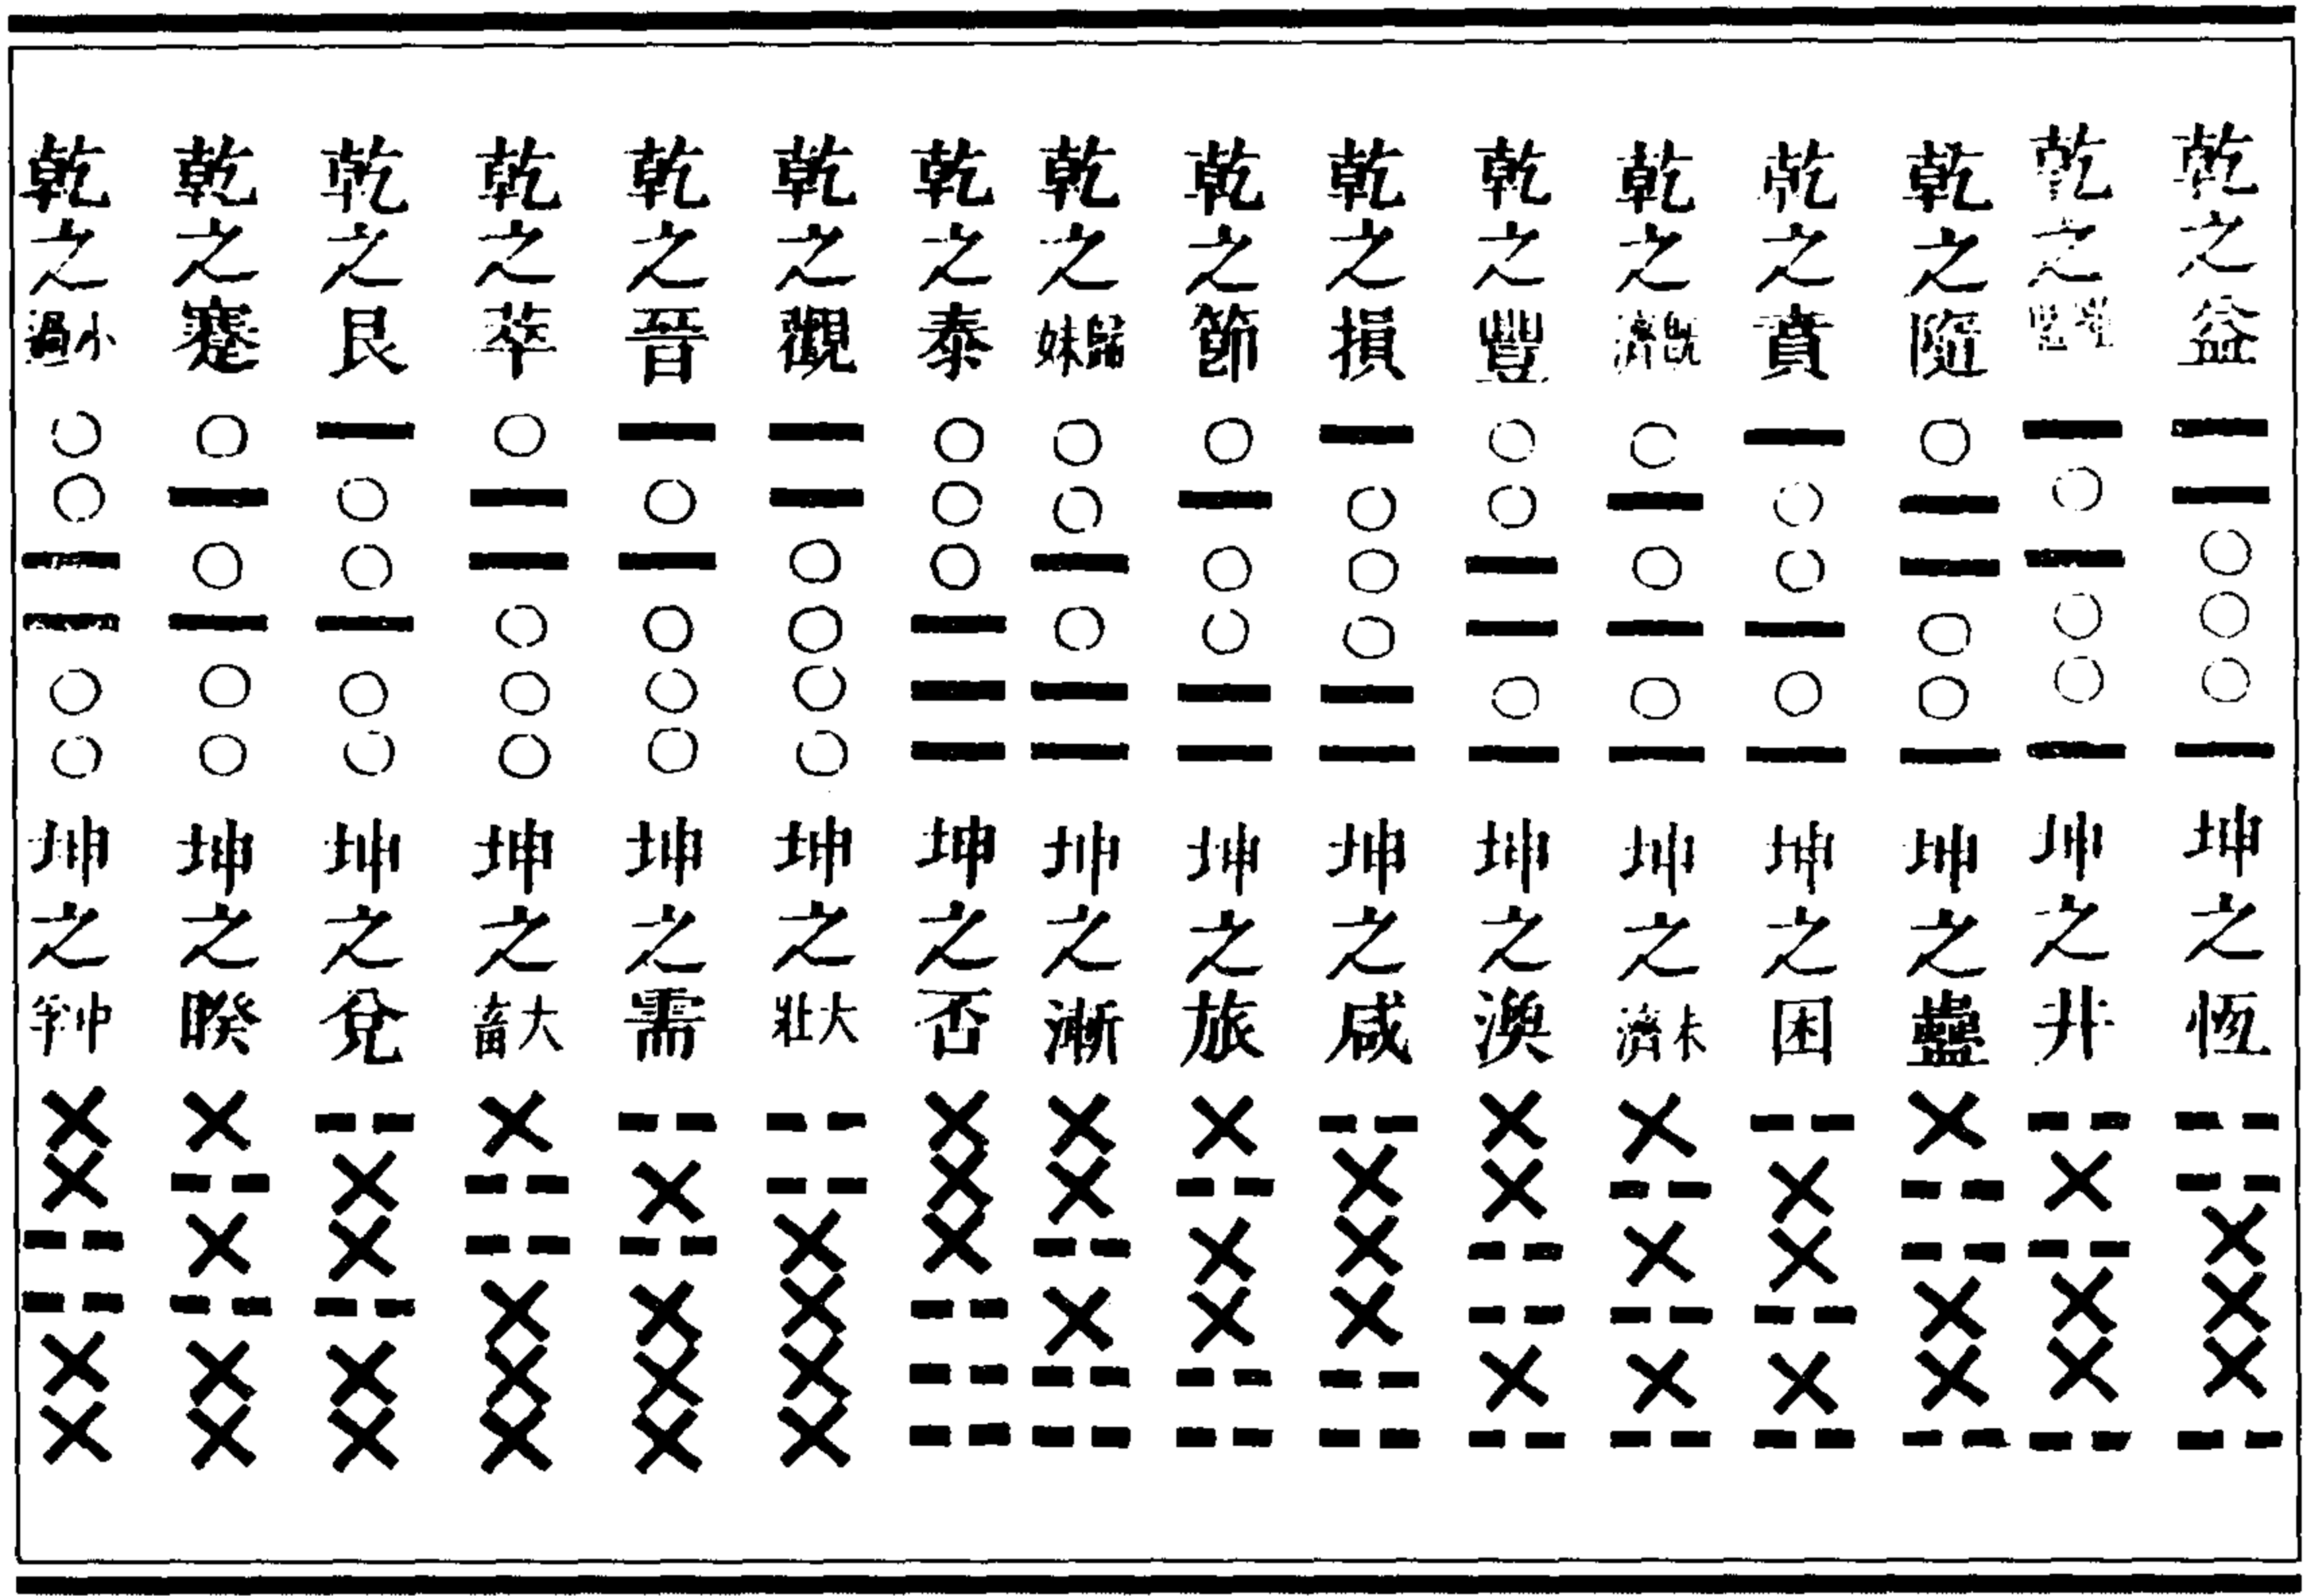 乾之益
乾之噬嗑
乾之隨
乾之賁
乾之既濟
乾之豐
乾之損
乾之節
乾之歸妹
乾之泰
乾之觀
乾之晉
乾之萃
乾之艮
乾之蹇
乾之小過
坤之恆
坤之井
坤之蠱
坤之困
坤之未濟
坤之渙
坤之咸
坤之旅
坤之漸
坤之否
坤之大壯
坤之需
坤之大畜
坤之兌
坤之睽
坤之中孚